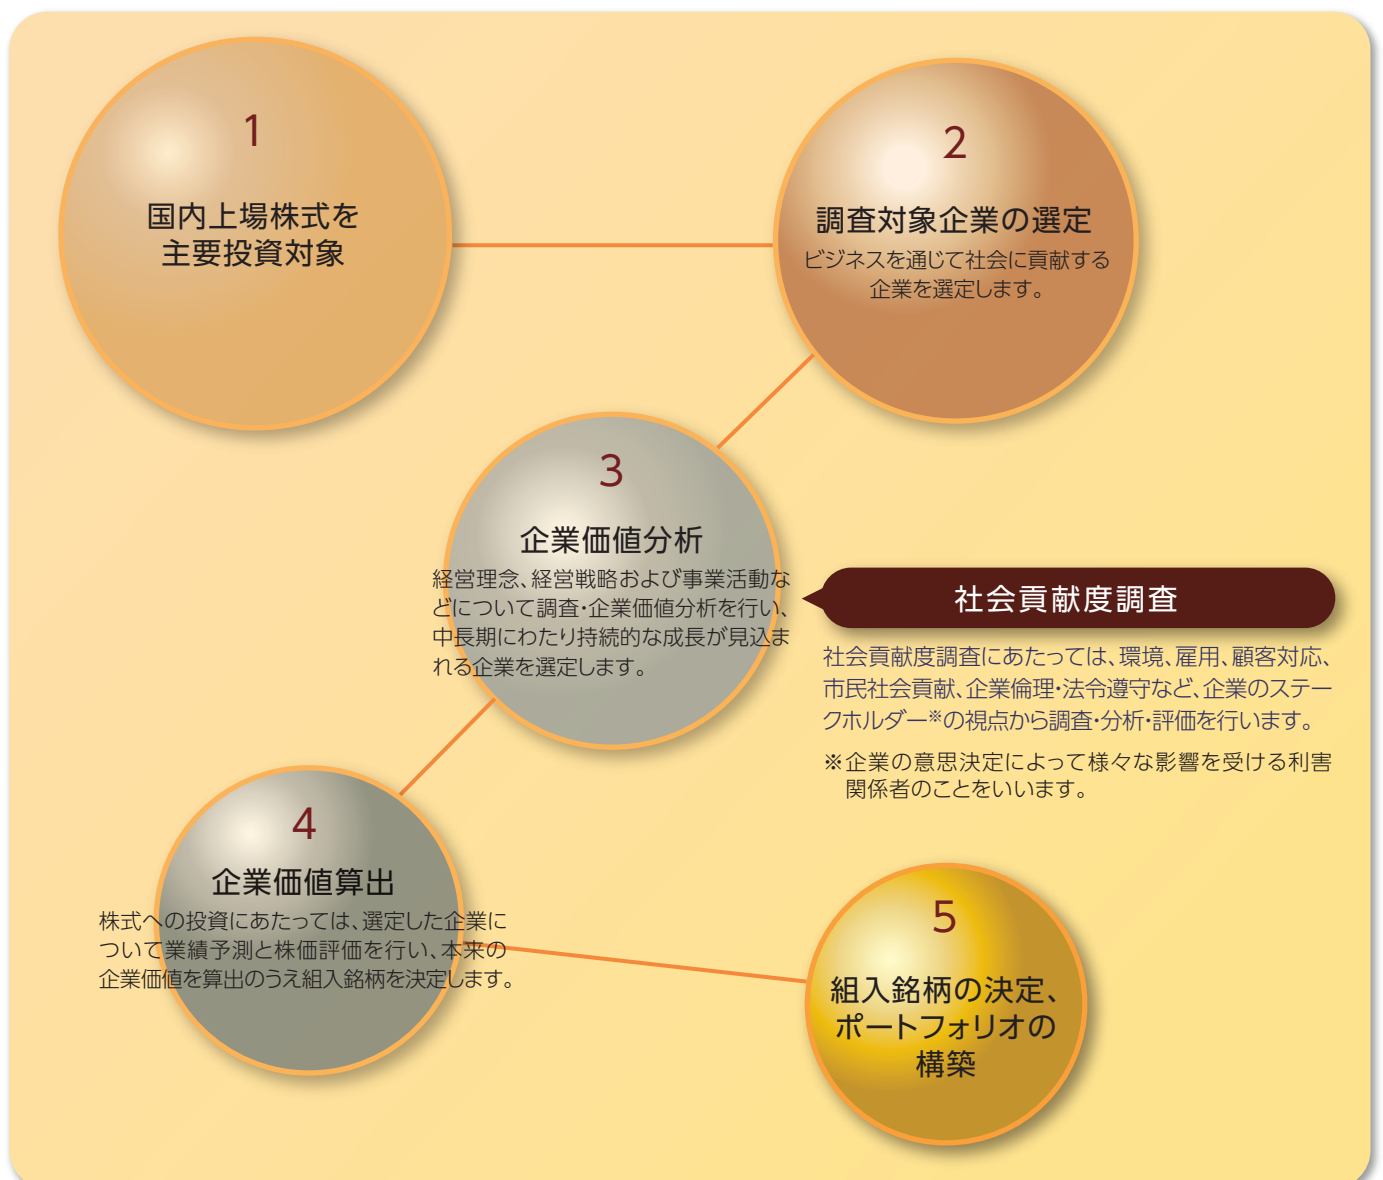 1
国内上場株式を
主要投資対象
2
調査対象企業の選定
ビジネスを通じて社会に貢献する
企業を選定します。
3
企業価値分析
経営理念、経営戦略および事業活動な
どについて調査・企業価値分析を行い、
中長期にわたり持続的な成長が見込ま
れる企業を選定します。
社会貢献度調査
社会貢献度調査にあたっては、環境、雇用、顧客対応、
市民社会貢献、企業倫理・法令遵守など、企業のステー
クホルダー※の視点から調査・分析・評価を行います。
※企業の意思決定によって様々な影響を受ける利害
関係者のことをいいます。
4
企業価値算出
株式への投資にあたっては、選定した企業に
ついて業績予測と株価評価を行い、本来の
企業価値を算出のうえ組入銘柄を決定します。
5
組入銘柄の決定、
ポートフォリオの
構築